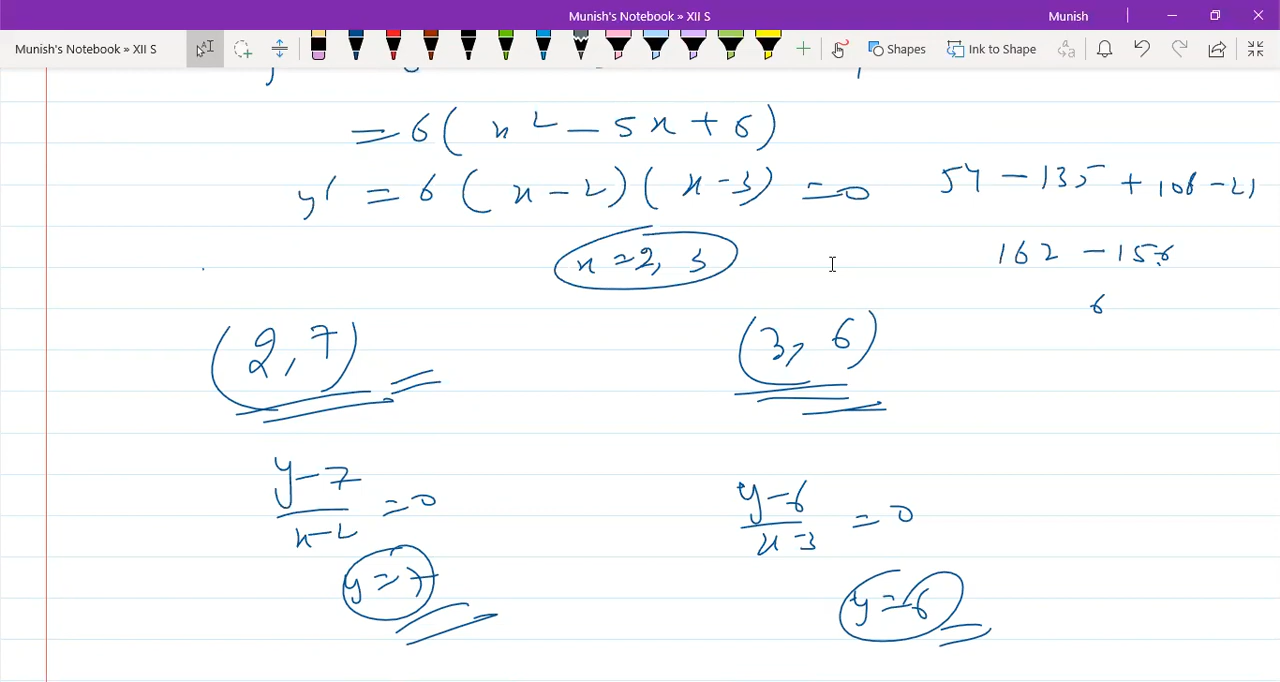 Munish's Notebook » XII S
Munish
Munish's Notebook » XII S
Shapes
Ink to Shape
= 6 ( x² - 5x + 6 )
y' = 6 ( x - 2 ) ( x - 3 ) = 0
54 - 135 + 108 - 21
x = 2, 3
162 - 156
6
(2, 7)
(3, 6)
y - 7 / x - 2 = 0
y - 6 / x - 3 = 0
y = 7
y = 6